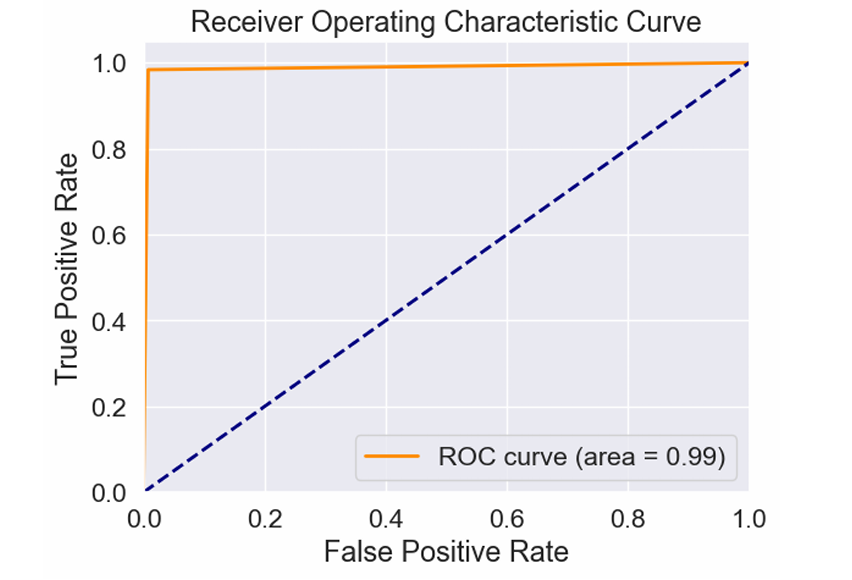 Receiver Operating Characteristic Curve
1.0
0.8
0.6
0.4
0.2
0.0
True Positive Rate
ROC curve (area = 0.99)
0.0 0.2 0.4 0.6 0.8 1.0
False Positive Rate